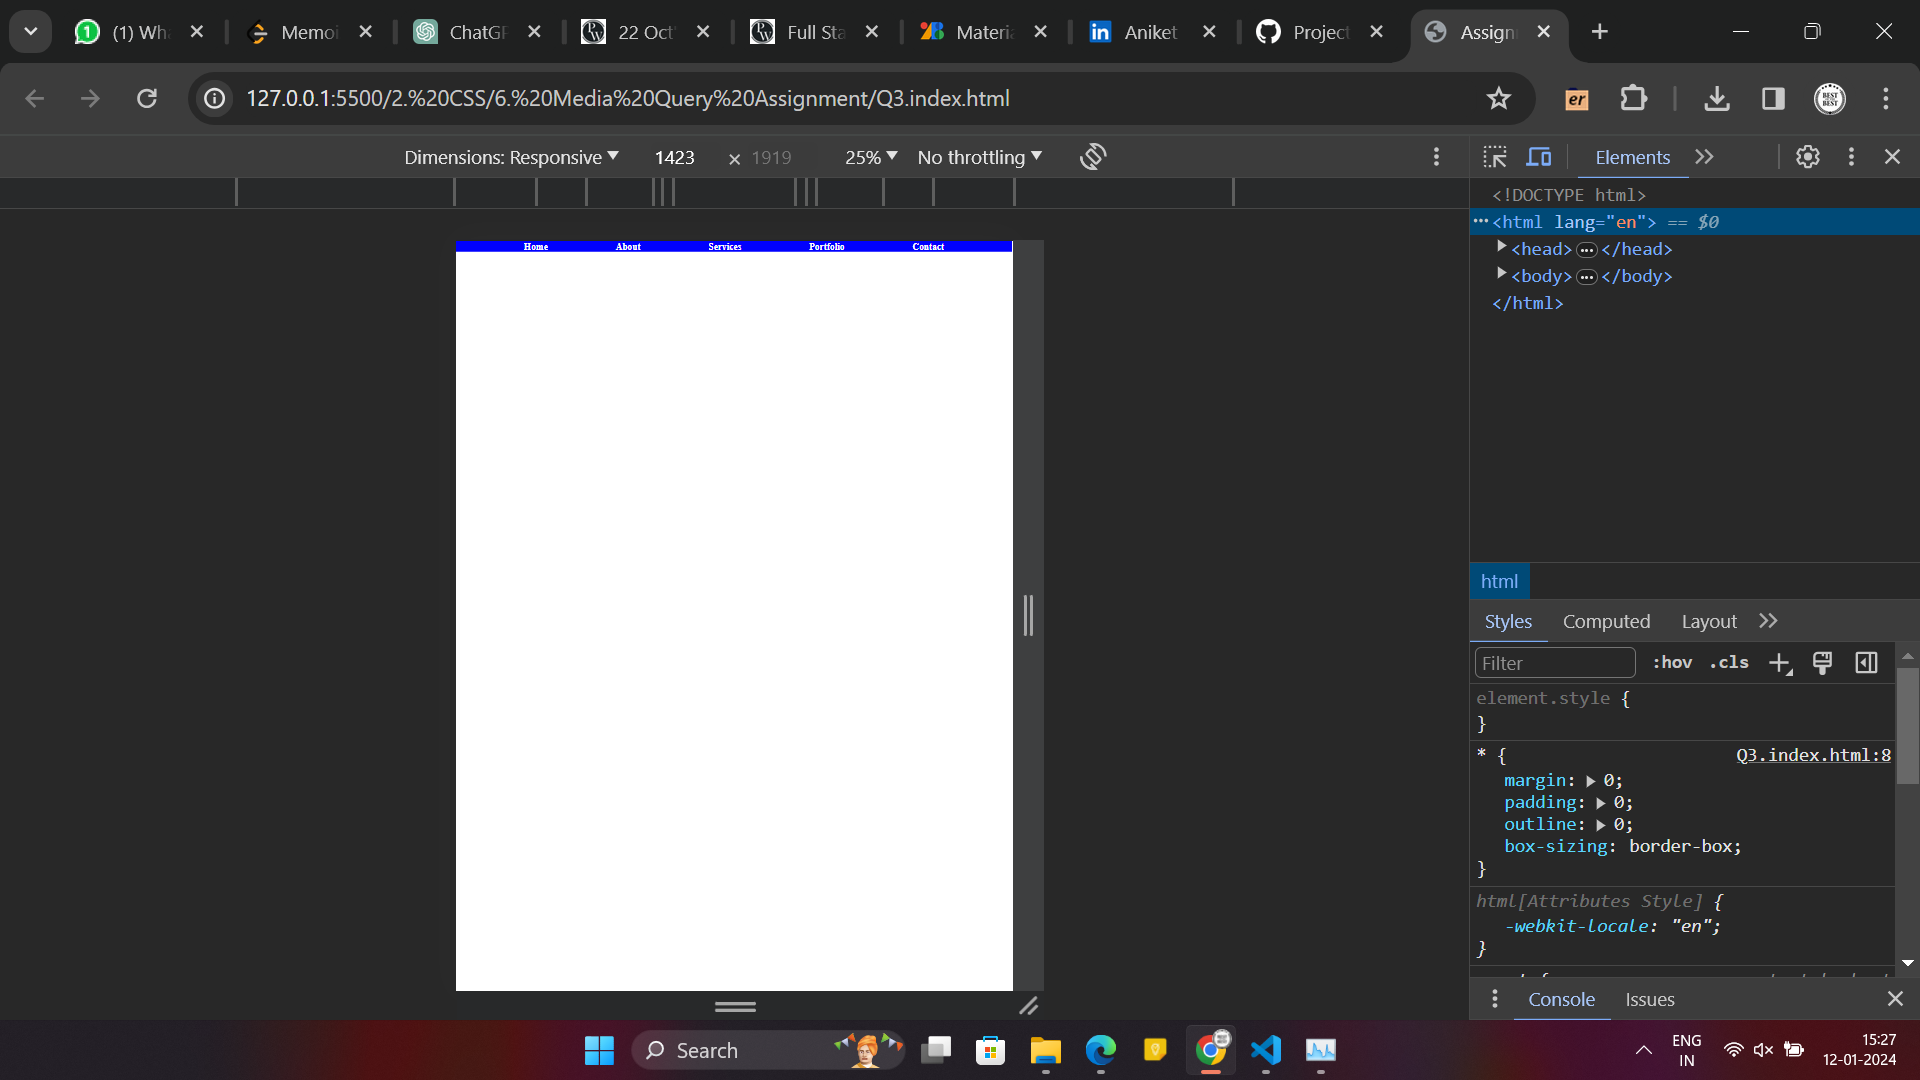 (1) Wh
Memoi
ChatGP
22 Oct'
Full Sta
Materia
Aniket
Project
Assign
127.0.0.1:5500/2.%20CSS/6.%20Media%20Query%20Assignment/Q3.index.html
er
Dimensions: Responsive 1423 × 1919 25% No throttling
Elements
<!DOCTYPE html>
<html lang="en"> == $0
<head> ... </head>
<body> ... </body>
</html>
Home About Services Portfolio Contact
html
Styles Computed Layout
Filter :hov .cls
element.style {
}
* { Q3.index.html:8
margin: 0;
padding: 0;
outline: 0;
box-sizing: border-box;
}
html[Attributes Style] {
-webkit-locale: "en";
}
Console Issues
Search
ENG
IN
15:27
12-01-2024